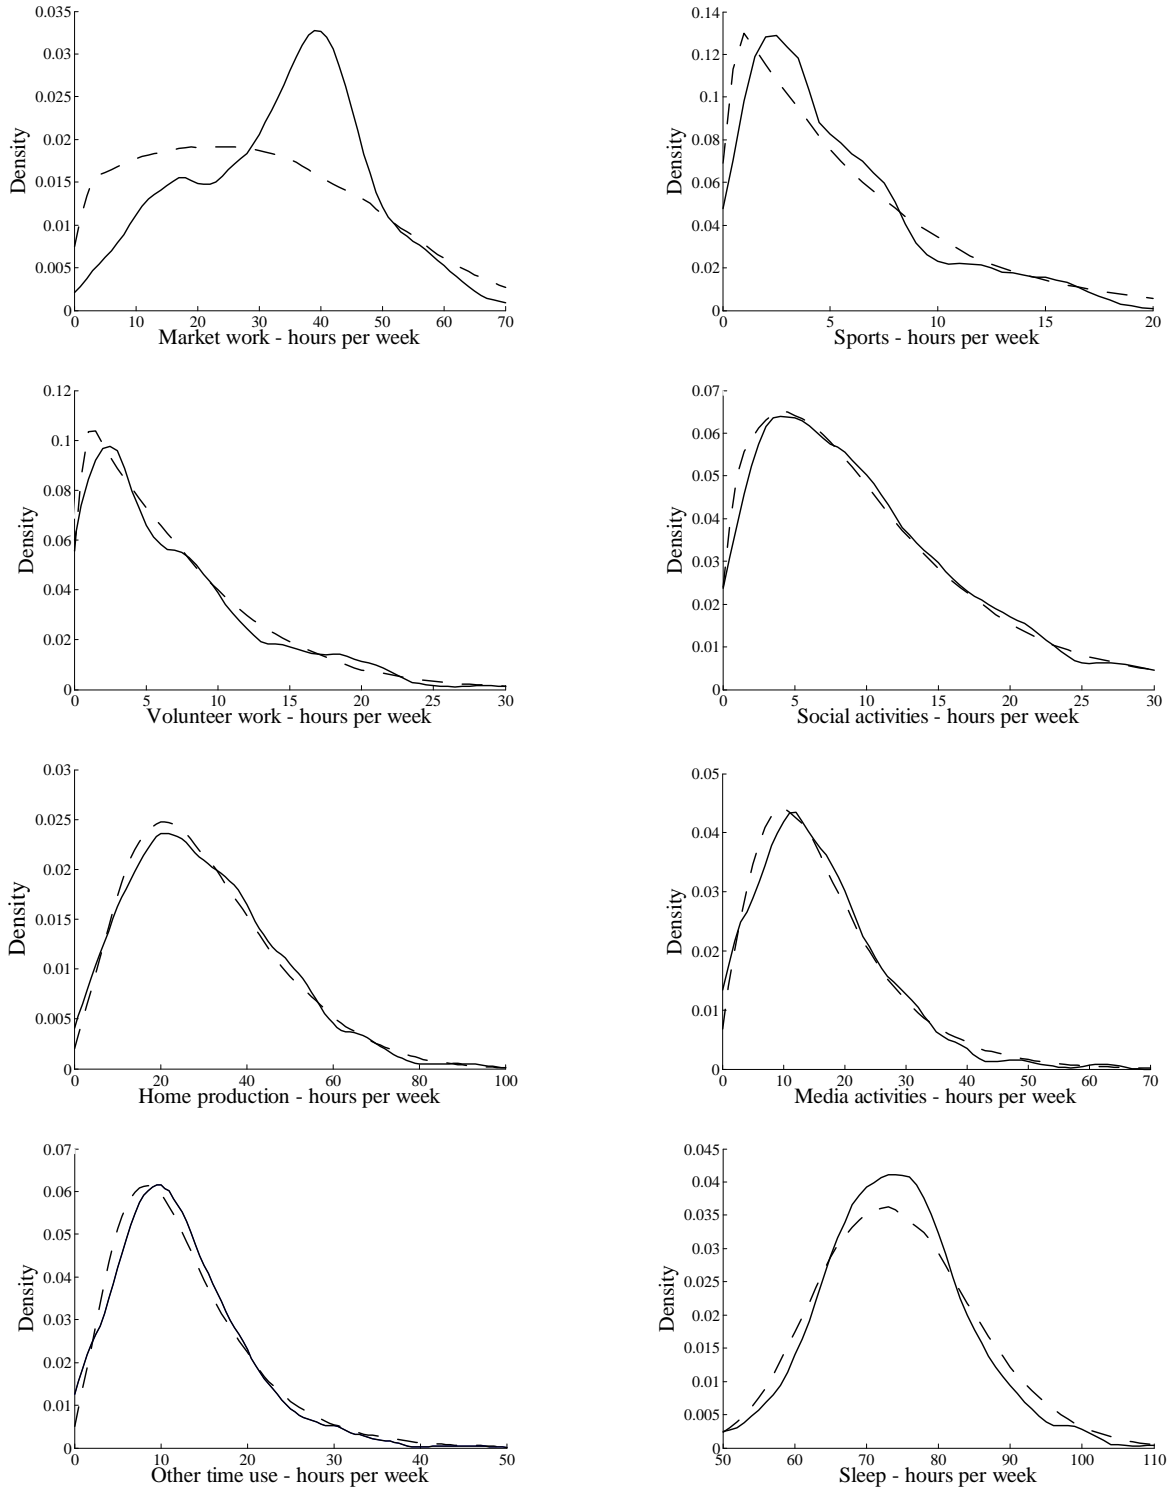 0.035
0.03
0.025
0.02
0.015
0.01
0.005
0
Density
0 10 20 30 40 50 60 70
Market work - hours per week
0.14
0.12
0.1
0.08
0.06
0.04
0.02
0
Density
0 5 10 15 20
Sports - hours per week
0.12
0.1
0.08
0.06
0.04
0.02
0
Density
0 5 10 15 20 25 30
Volunteer work - hours per week
0.07
0.06
0.05
0.04
0.03
0.02
0.01
0
Density
0 5 10 15 20 25 30
Social activities - hours per week
0.03
0.025
0.02
0.015
0.01
0.005
0
Density
0 20 40 60 80 100
Home production - hours per week
0.05
0.04
0.03
0.02
0.01
0
Density
0 10 20 30 40 50 60 70
Media activities - hours per week
0.07
0.06
0.05
0.04
0.03
0.02
0.01
0
Density
0 10 20 30 40 50
Other time use - hours per week
0.045
0.04
0.035
0.03
0.025
0.02
0.015
0.01
0.005
0
Density
50 60 70 80 90 100 110
Sleep - hours per week